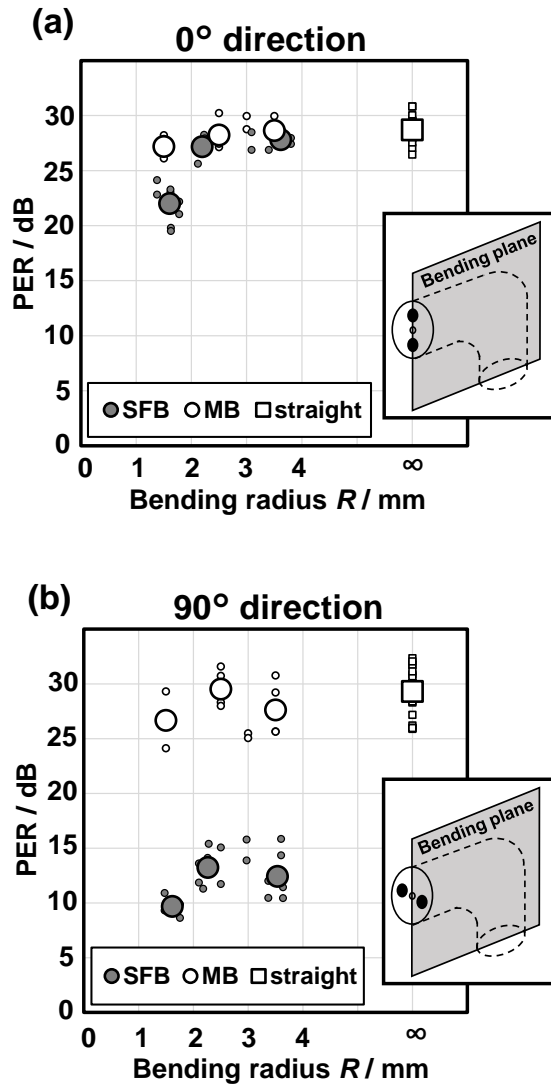 (a)
0° direction
PER / dB
30
25
20
15
10
5
0
Bending plane
SFB MB straight
0 1 2 3 4 ∞
Bending radius R / mm
(b)
90° direction
PER / dB
30
25
20
15
10
5
0
Bending plane
SFB MB straight
0 1 2 3 4 ∞
Bending radius R / mm